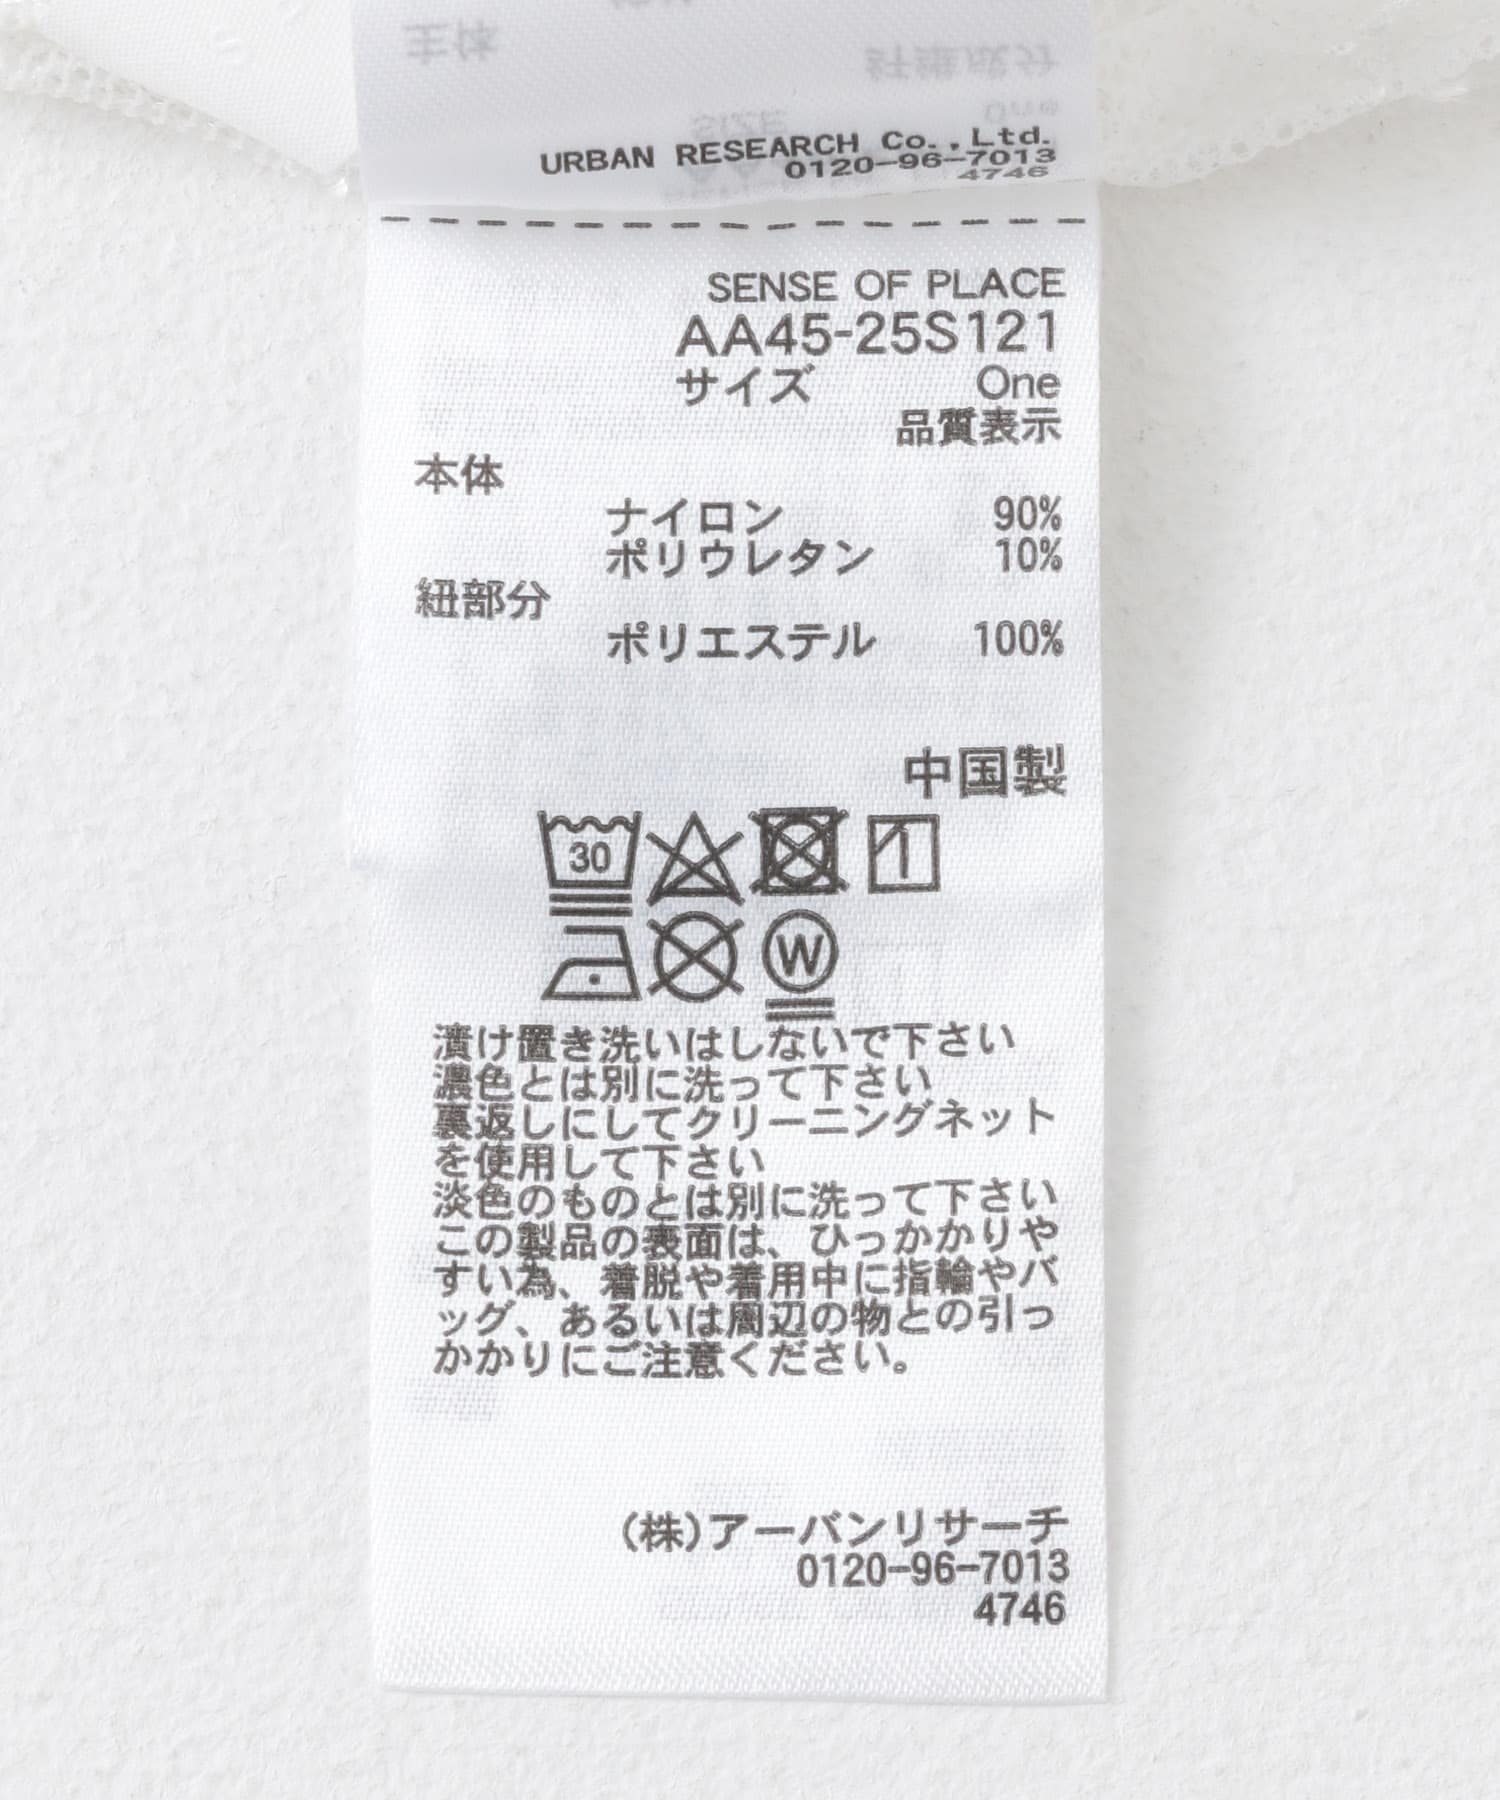 URBAN RESEARCH Co.,Ltd.
0120-96-7013
4746
SENSE OF PLACE
AA45-25S121
サイズ One
品質表示
本体
ナイロン 90%
ポリウレタン 10%
紐部分
ポリエステル 100%
中国製
30
W
漬け置き洗いはしないで下さい
濃色とは別に洗って下さい
裏返しにしてクリーニングネット
を使用して下さい
淡色のものとは別に洗って下さい
この製品の表面は、ひっかかりや
すい為、着脱や着用中に指輪やバ
ッグ、あるいは周辺の物との引っ
かかりにご注意ください。
(株)アーバンリサーチ
0120-96-7013
4746